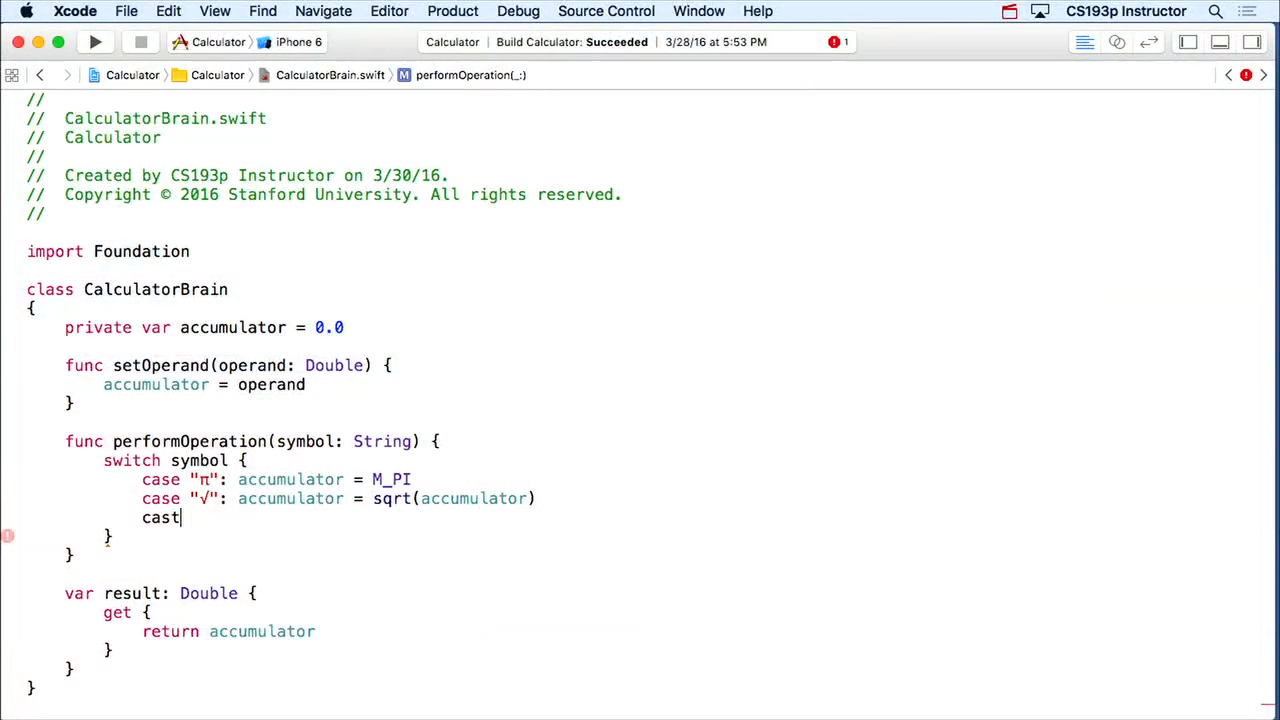 Xcode File Edit View Find Navigate Editor Product Debug Source Control Window Help CS193p Instructor
Calculator iPhone 6 Calculator Build Calculator: Succeeded 3/28/16 at 5:53 PM 1
Calculator Calculator CalculatorBrain.swift M performOperation(_:)
//
// CalculatorBrain.swift
// Calculator
//
// Created by CS193p Instructor on 3/30/16.
// Copyright © 2016 Stanford University. All rights reserved.
//
import Foundation
class CalculatorBrain
{
private var accumulator = 0.0
func setOperand(operand: Double) {
accumulator = operand
}
func performOperation(symbol: String) {
switch symbol {
case "π": accumulator = M_PI
case "√": accumulator = sqrt(accumulator)
cast
}
}
var result: Double {
get {
return accumulator
}
}
}